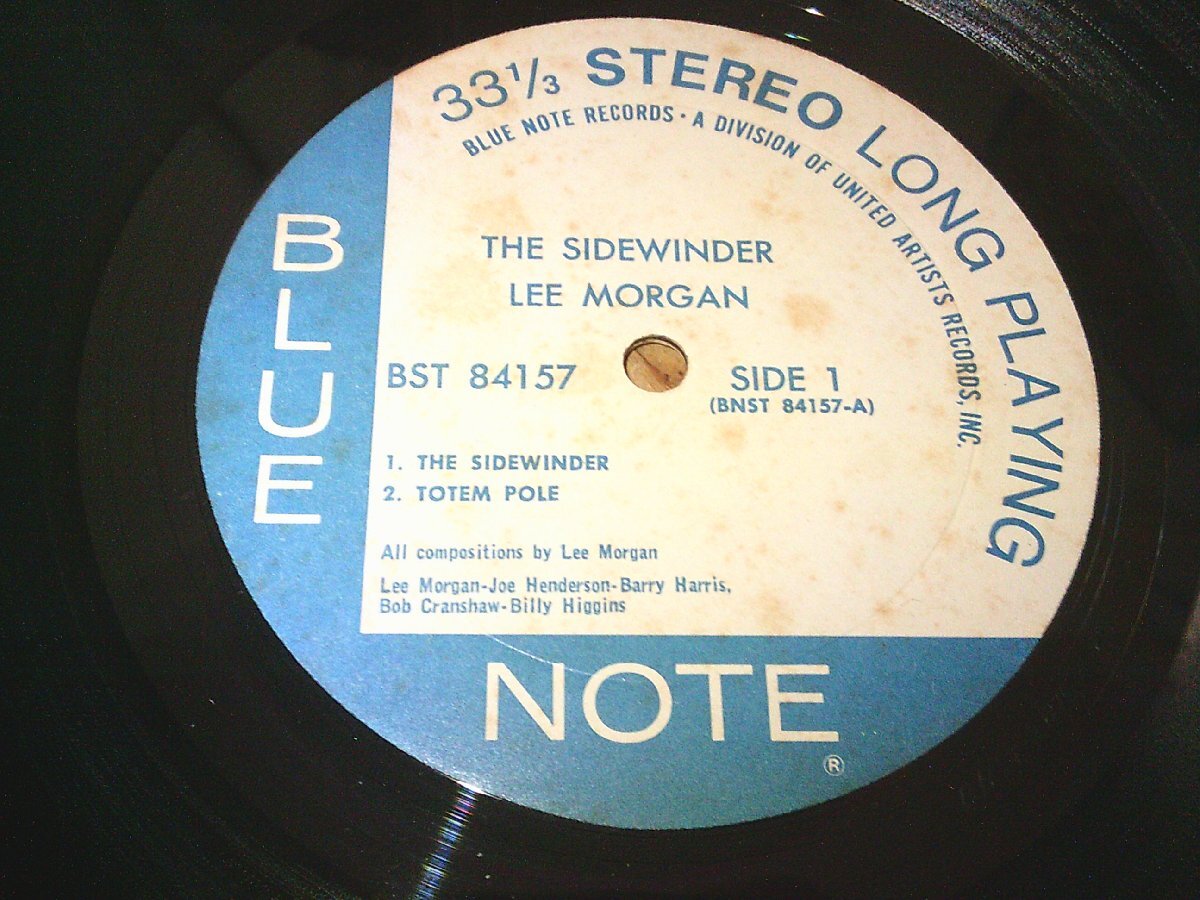 33⅓ STEREO LONG PLAYING
BLUE NOTE RECORDS · A DIVISION OF UNITED ARTISTS RECORDS, INC.
THE SIDEWINDER
LEE MORGAN
BST 84157
SIDE 1
(BNST 84157-A)
1. THE SIDEWINDER
2. TOTEM POLE
All compositions by Lee Morgan
Lee Morgan-Joe Henderson-Barry Harris,
Bob Cranshaw-Billy Higgins
BLUE
NOTE
®